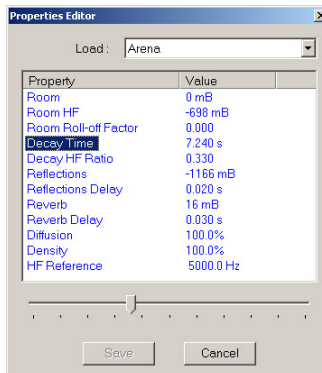 Properties Editor
Load : Arena
Property Value
Room 0 mB
Room HF -698 mB
Room Roll-off Factor 0.000
Decay Time 7.240 s
Decay HF Ratio 0.330
Reflections -1166 mB
Reflections Delay 0.020 s
Reverb 16 mB
Reverb Delay 0.030 s
Diffusion 100.0%
Density 100.0%
HF Reference 5000.0 Hz
Save Cancel